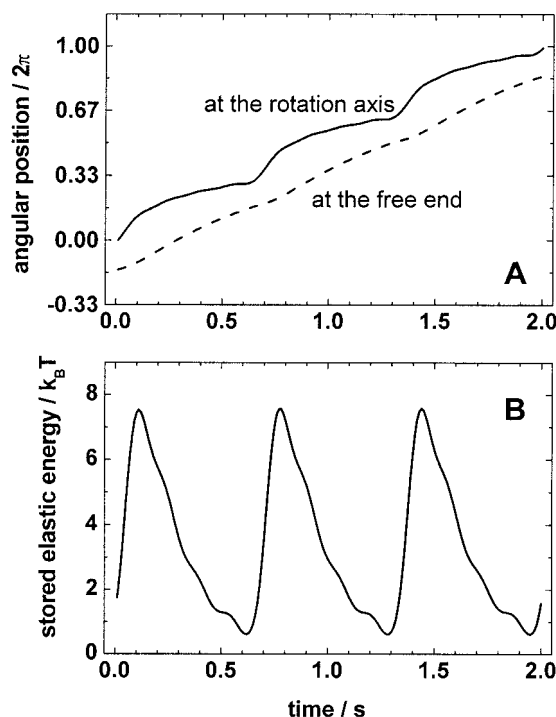 1.00
0.67
0.33
0.00
-0.33
angular position / 2π
at the rotation axis
at the free end
A
0.0 0.5 1.0 1.5 2.0
8
6
4
2
0
stored elastic energy / k_BT
B
0.0 0.5 1.0 1.5 2.0
time / s